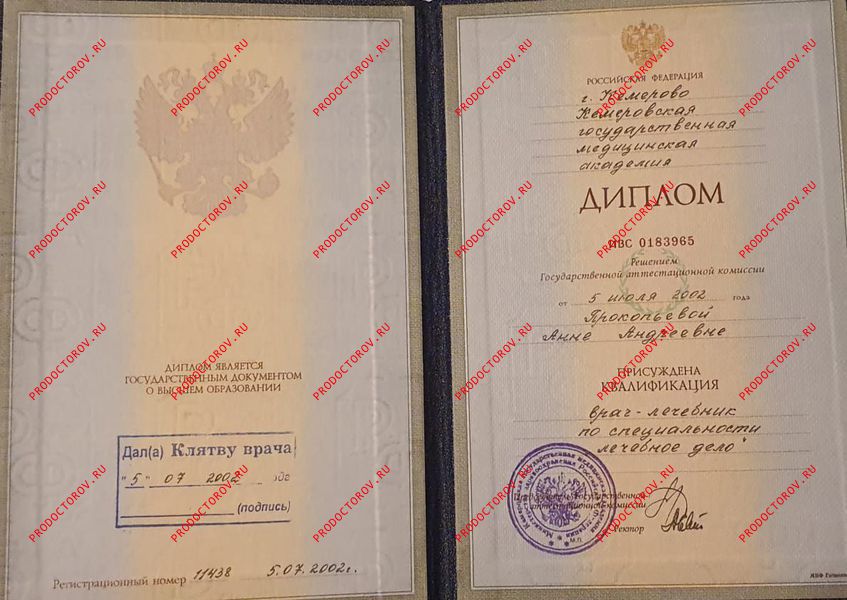 ДИПЛОМ ЯВЛЯЕТСЯ
ГОСУДАРСТВЕННЫМ ДОКУМЕНТОМ
О ВЫСШЕМ ОБРАЗОВАНИИ
Дал(а) Клятву врача
"5" 07 2002 года
(подпись)
Регистрационный номер 11438 5.07.2002г.
РОССИЙСКАЯ ФЕДЕРАЦИЯ
г. Кемерово
Кемеровская
государственная
медицинская
академия
ДИПЛОМ
ИВС 0183965
Решением
Государственной аттестационной комиссии
от 5 июля 2002 года
Прокопьевой
Анне Андреевне
ПРИСУЖДЕНА
КВАЛИФИКАЦИЯ
врач-лечебник
по специальности
"лечебное дело"
Председатель Государственной
аттестационной комиссии
Ректор
М.П.
PRODOCTOROV.RU